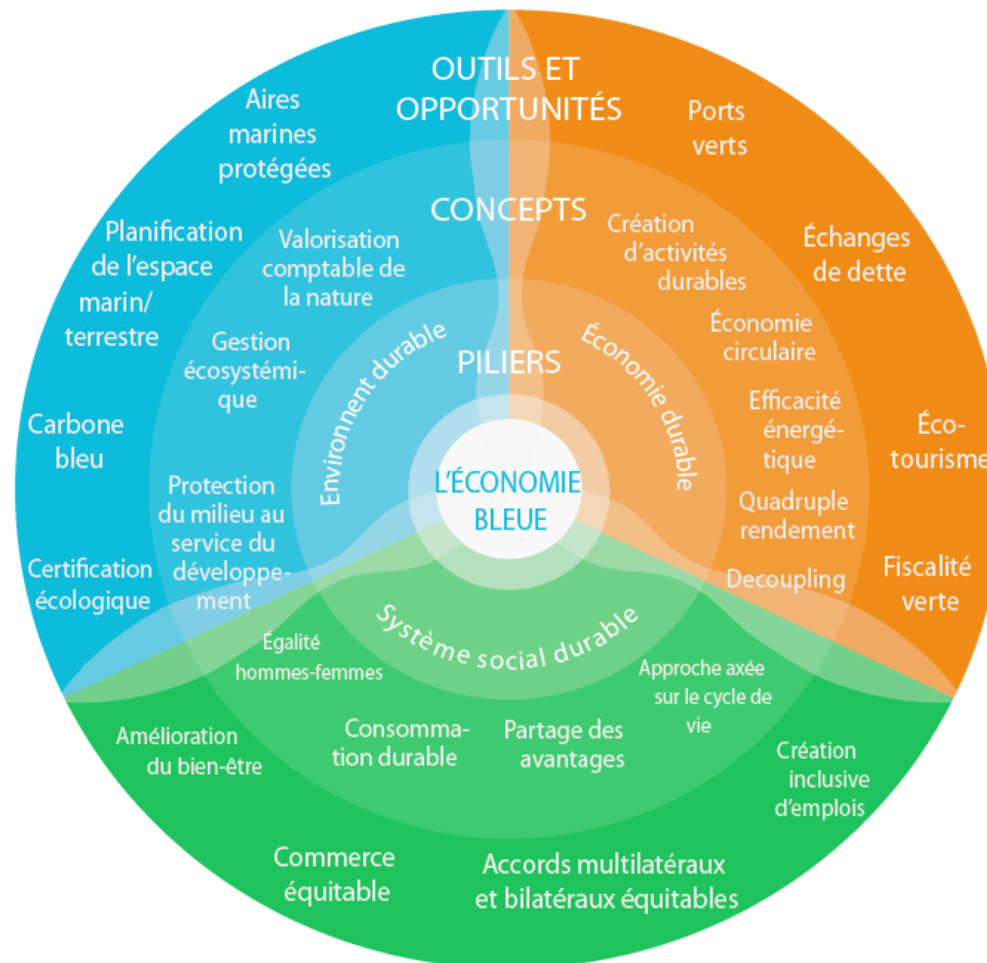 OUTILS ET
OPPORTUNITÉS
Aires
marines
protégées
Ports
verts
Planification
de l'espace
marin/
terrestre
Échanges
de dette
Carbone
bleu
Éco-
tourisme
Certification
écologique
Fiscalité
verte
CONCEPTS
Valorisation
comptable de
la nature
Création
d'activités
durables
Gestion
écosystémi-
que
Économie
circulaire
Efficacité
énergé-
tique
Protection
du milieu au
service du
développe-
ment
Quadruple
rendement
Decoupling
PILIERS
Environnent durable
Économie durable
L'ÉCONOMIE
BLEUE
Système social durable
Égalité
hommes-femmes
Consomma-
tion durable
Partage des
avantages
Approche axée
sur le cycle de
vie
Amélioration
du bien-être
Création
inclusive
d'emplois
Commerce
équitable
Accords multilatéraux
et bilatéraux équitables